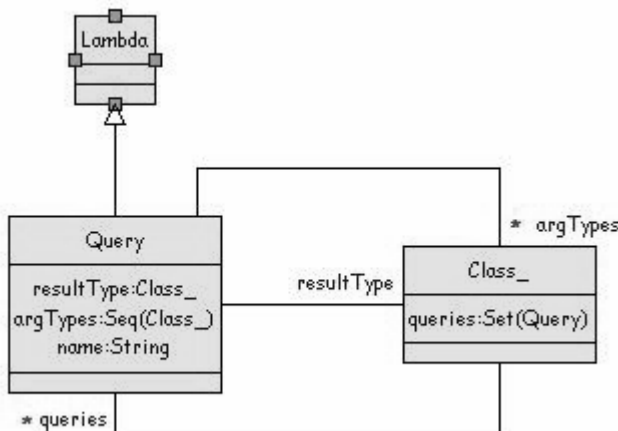 Lambda
Query
resultType:Class_
argTypes:Seq(Class_)
name:String
* argTypes
resultType
Class_
queries:Set(Query)
* queries